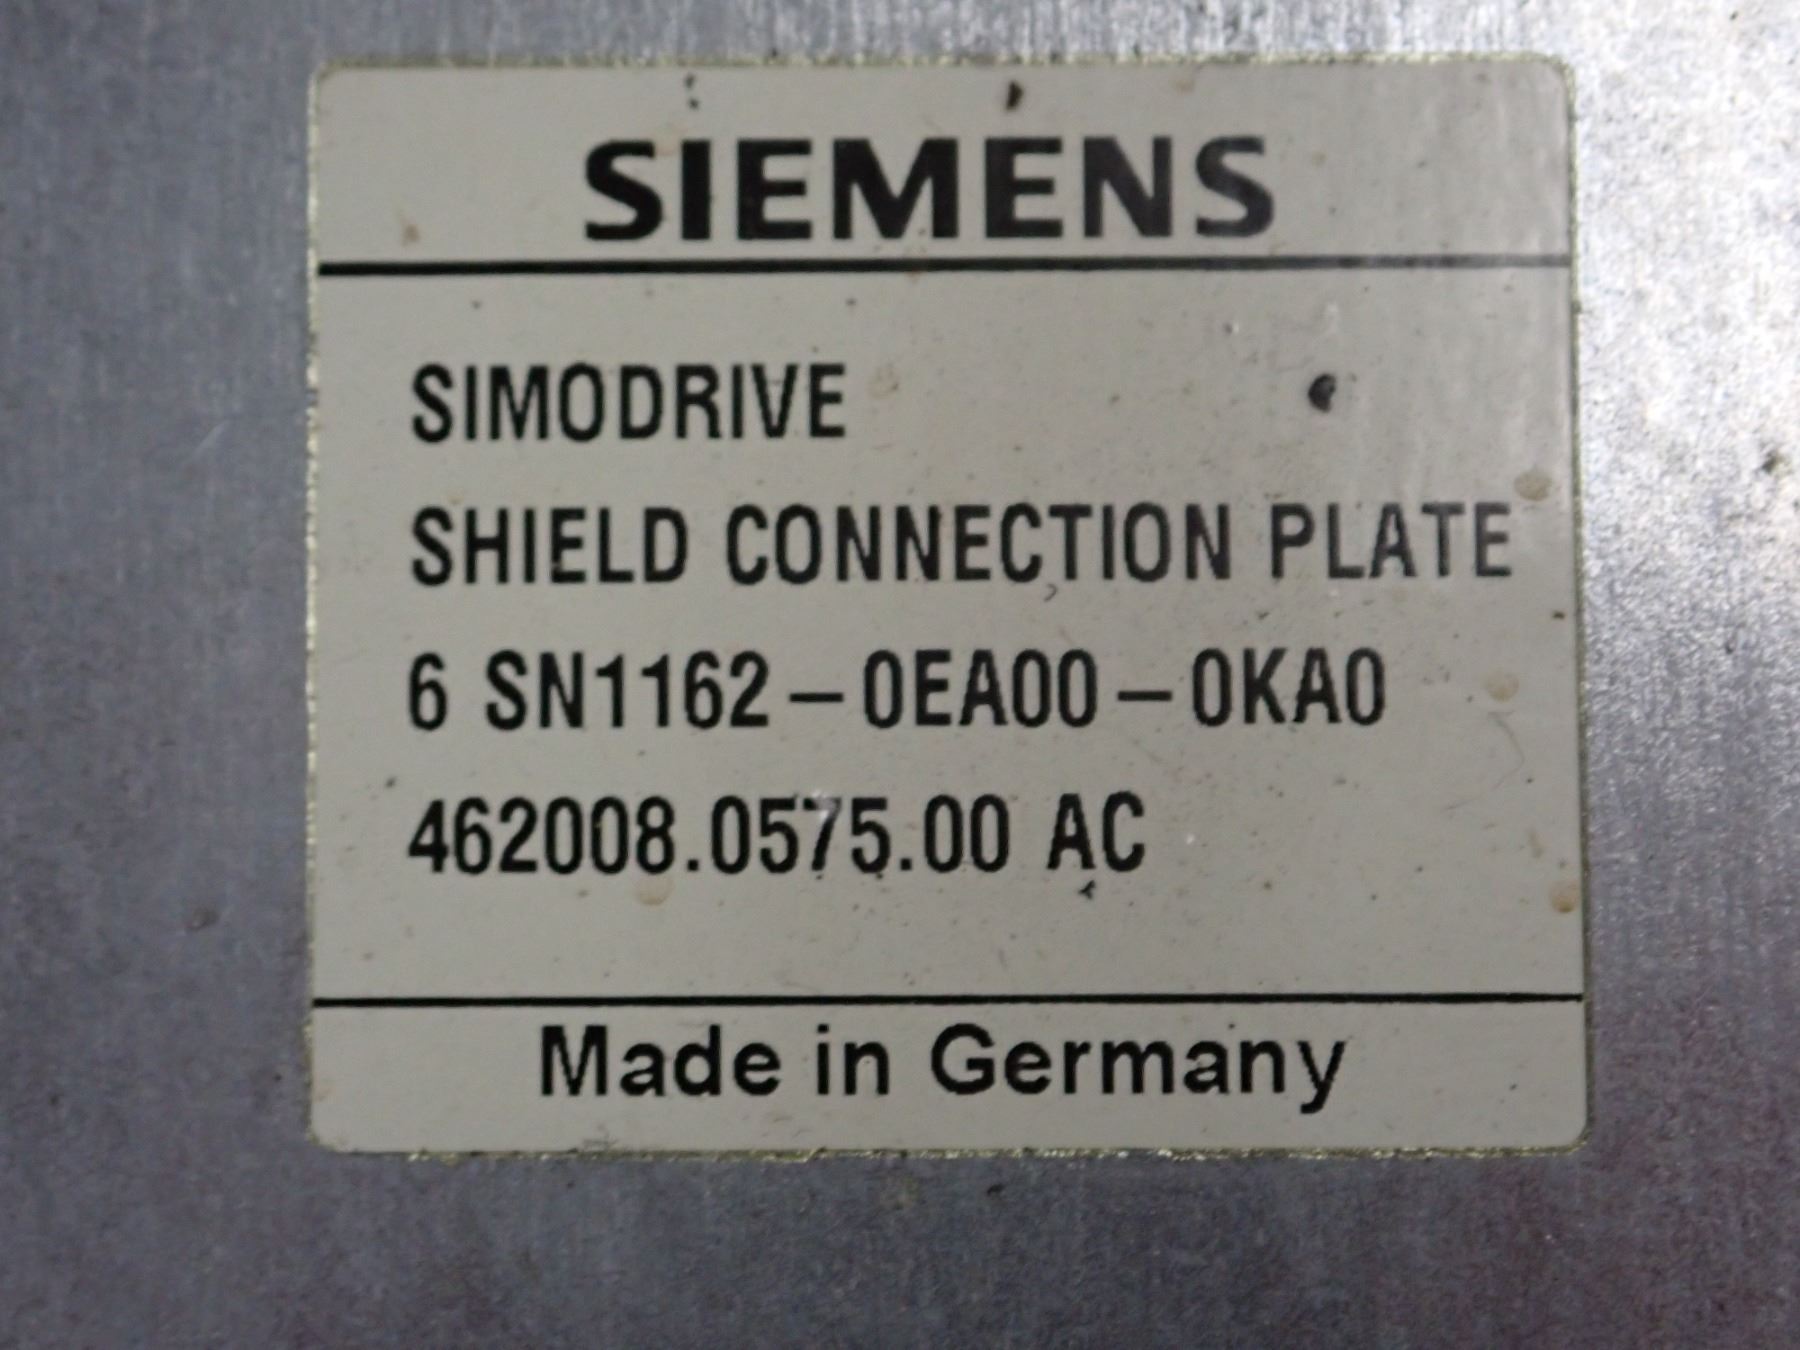 SIEMENS
SIMODRIVE
SHIELD CONNECTION PLATE
6 SN1162-0EA00-0KA0
462008.0575.00 AC
Made in Germany